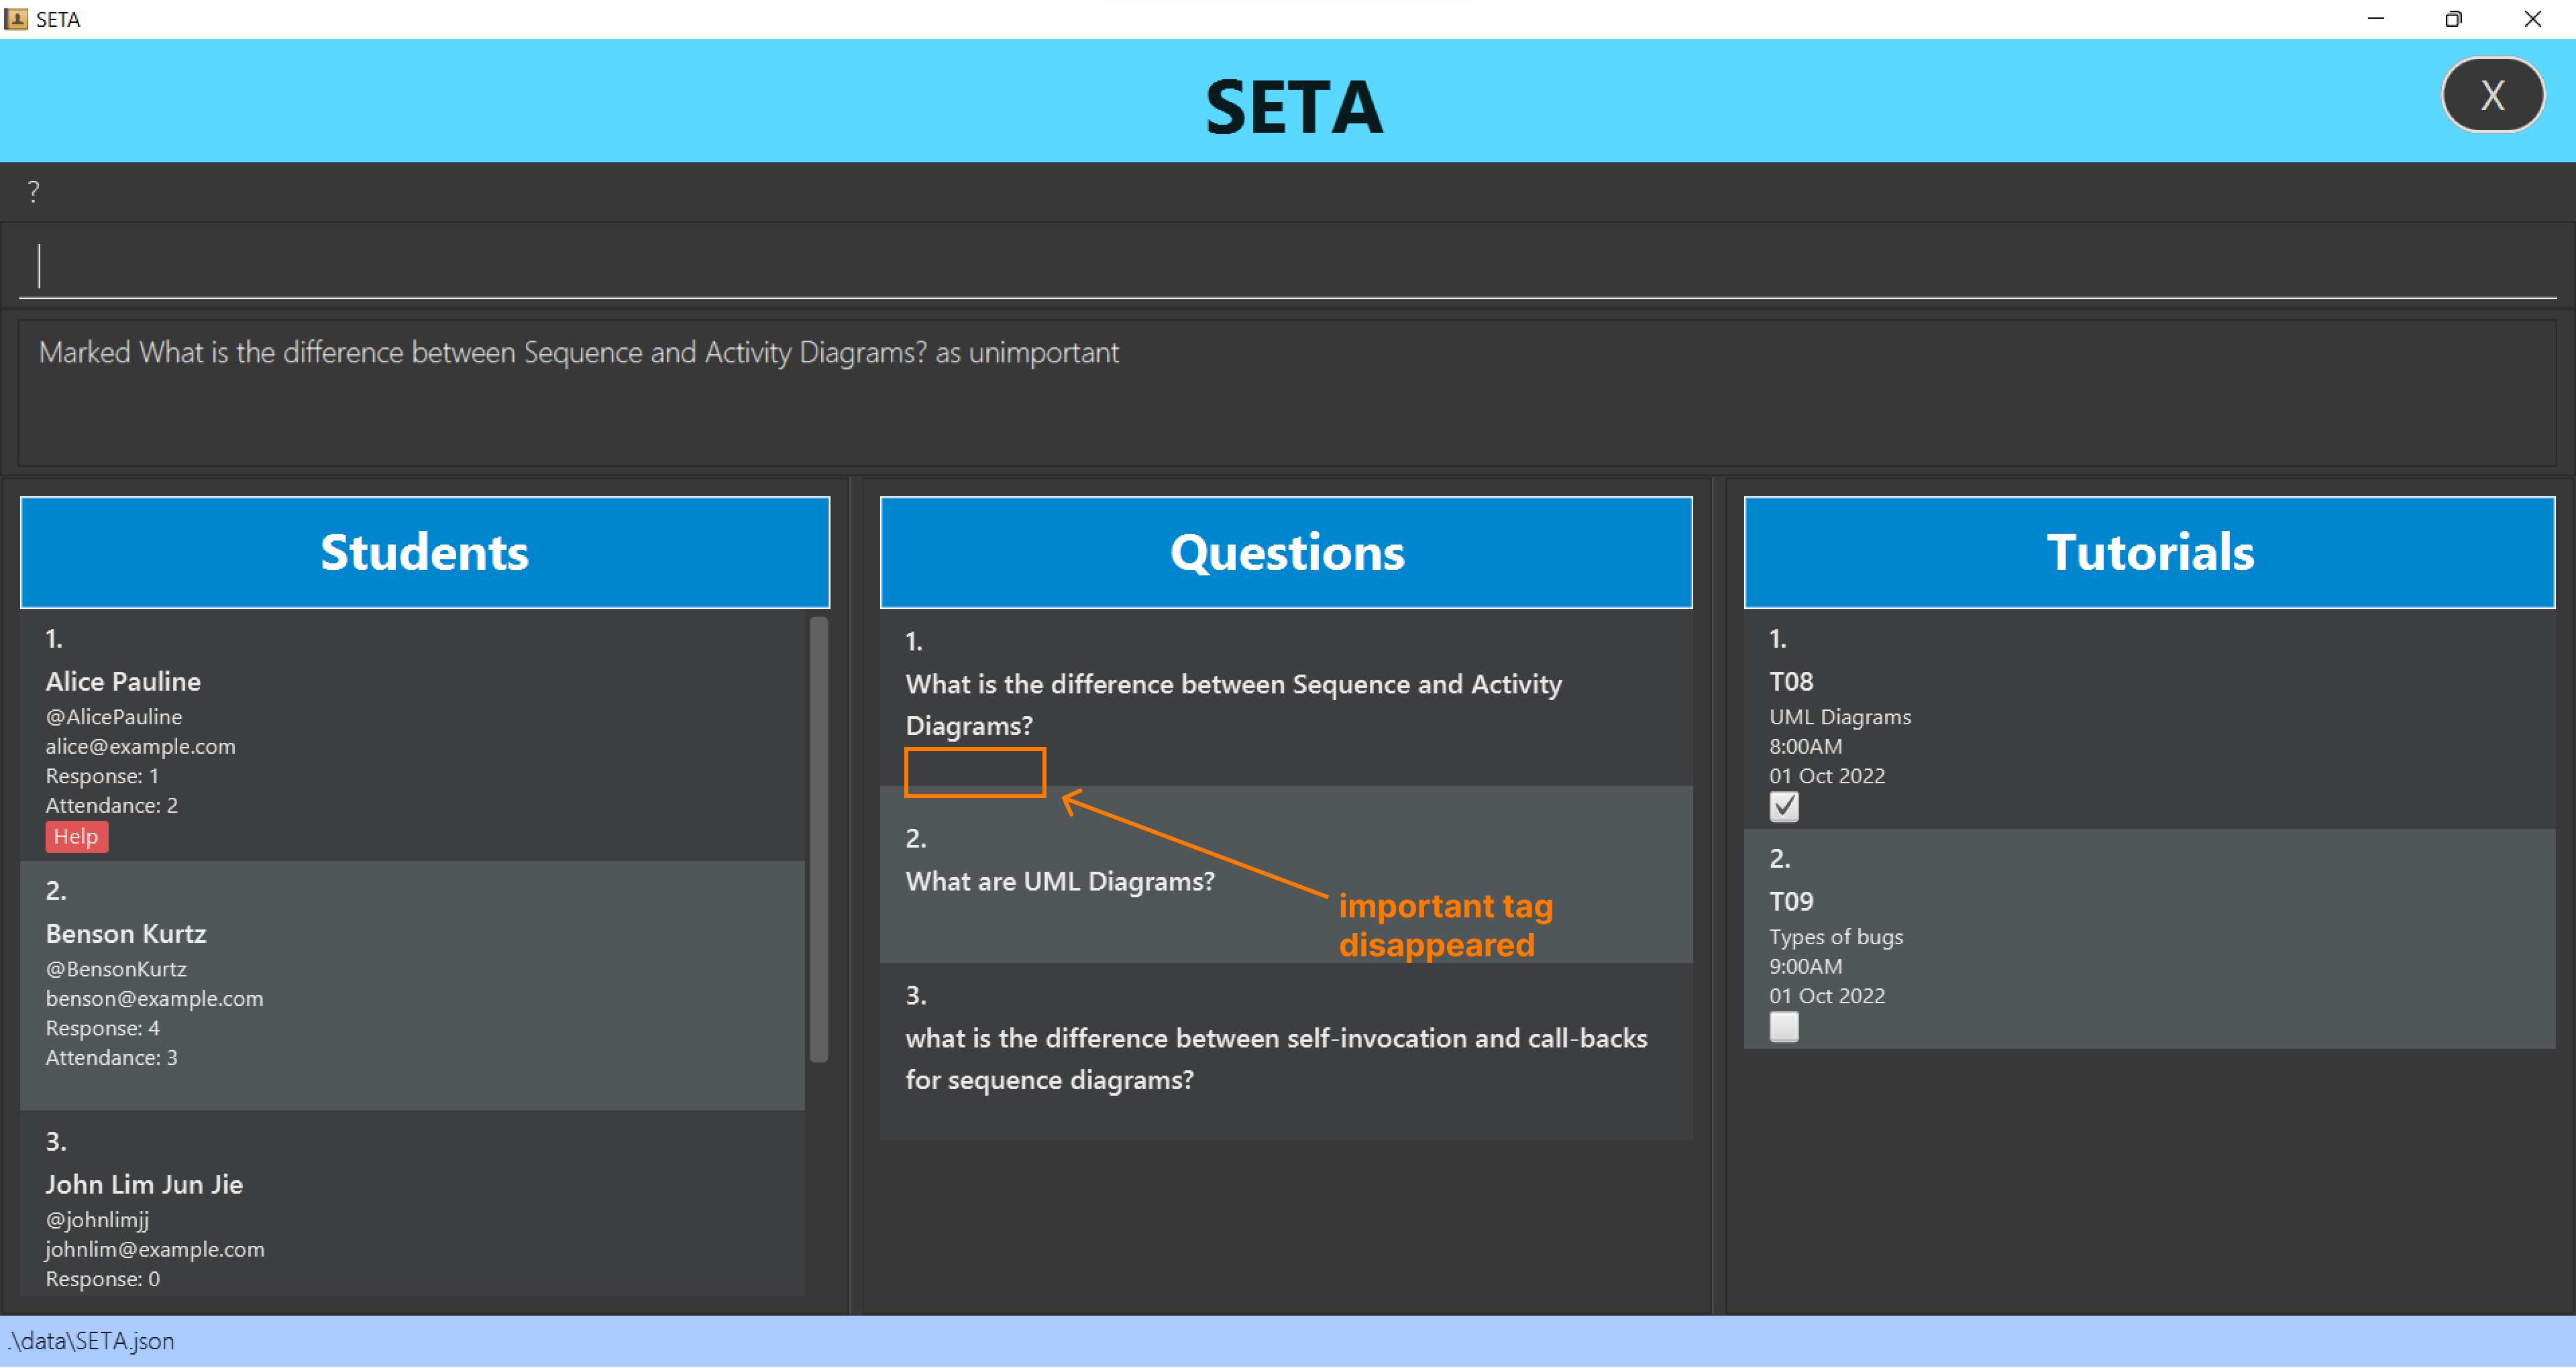 SETA
SETA
X
?
Marked What is the difference between Sequence and Activity Diagrams? as unimportant
Students
1.
Alice Pauline
@AlicePauline
alice@example.com
Response: 1
Attendance: 2
Help
2.
Benson Kurtz
@BensonKurtz
benson@example.com
Response: 4
Attendance: 3
3.
John Lim Jun Jie
@johnlimjj
johnlim@example.com
Response: 0
Questions
1.
What is the difference between Sequence and Activity
Diagrams?
2.
What are UML Diagrams?
important tag
disappeared
3.
what is the difference between self-invocation and call-backs
for sequence diagrams?
Tutorials
1.
T08
UML Diagrams
8:00AM
01 Oct 2022
2.
T09
Types of bugs
9:00AM
01 Oct 2022
.\data\SETA.json